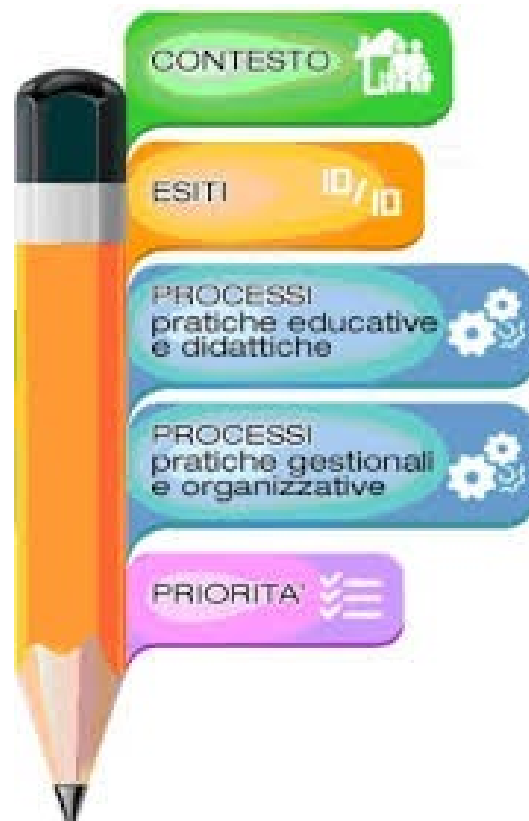 CONTESTO
ESITI
10/10
PROCESSI
pratiche educative
e didattiche
PROCESSI
pratiche gestionali
e organizzative
PRIORITA'